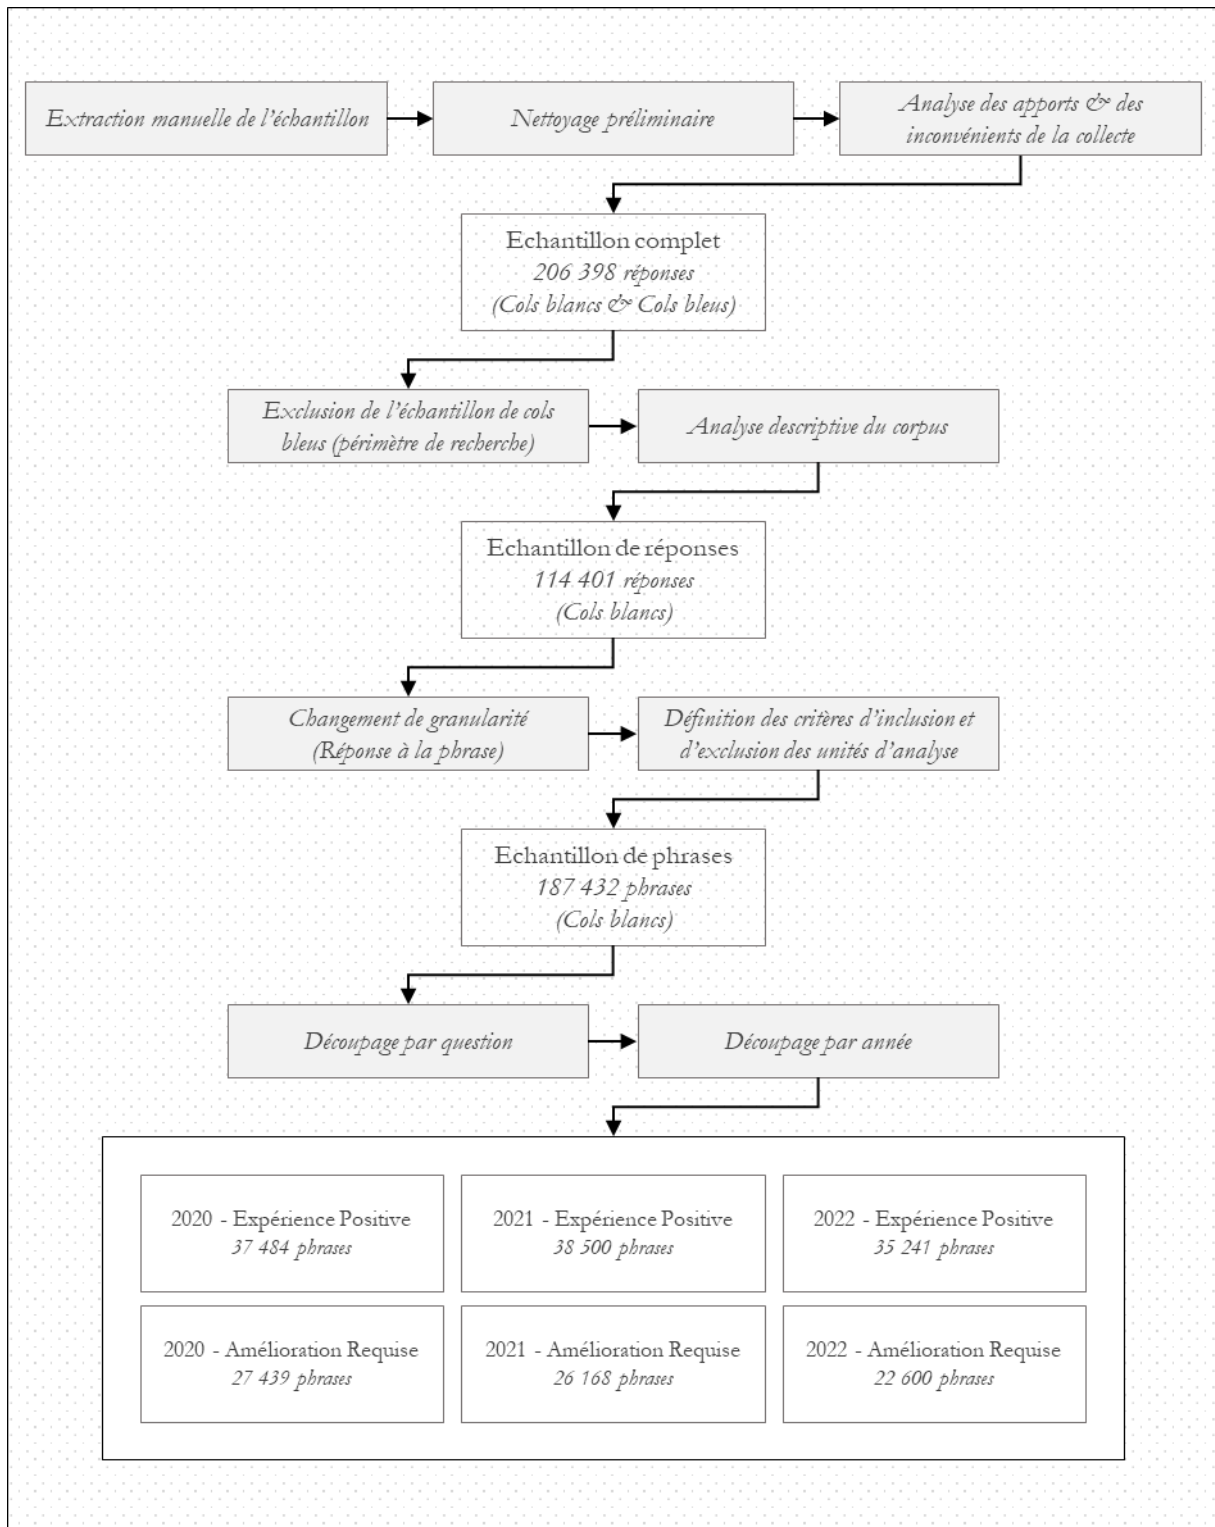 Extraction manuelle de l'échantillon
Nettoyage préliminaire
Analyse des apports & des
inconvénients de la collecte
Echantillon complet
206 398 réponses
(Cols blancs & Cols bleus)
Exclusion de l'échantillon de cols
bleus (périmètre de recherche)
Analyse descriptive du corpus
Echantillon de réponses
114 401 réponses
(Cols blancs)
Changement de granularité
(Réponse à la phrase)
Définition des critères d'inclusion et
d'exclusion des unités d'analyse
Echantillon de phrases
187 432 phrases
(Cols blancs)
Découpage par question
Découpage par année
2020 - Expérience Positive
37 484 phrases
2021 - Expérience Positive
38 500 phrases
2022 - Expérience Positive
35 241 phrases
2020 - Amélioration Requise
27 439 phrases
2021 - Amélioration Requise
26 168 phrases
2022 - Amélioration Requise
22 600 phrases